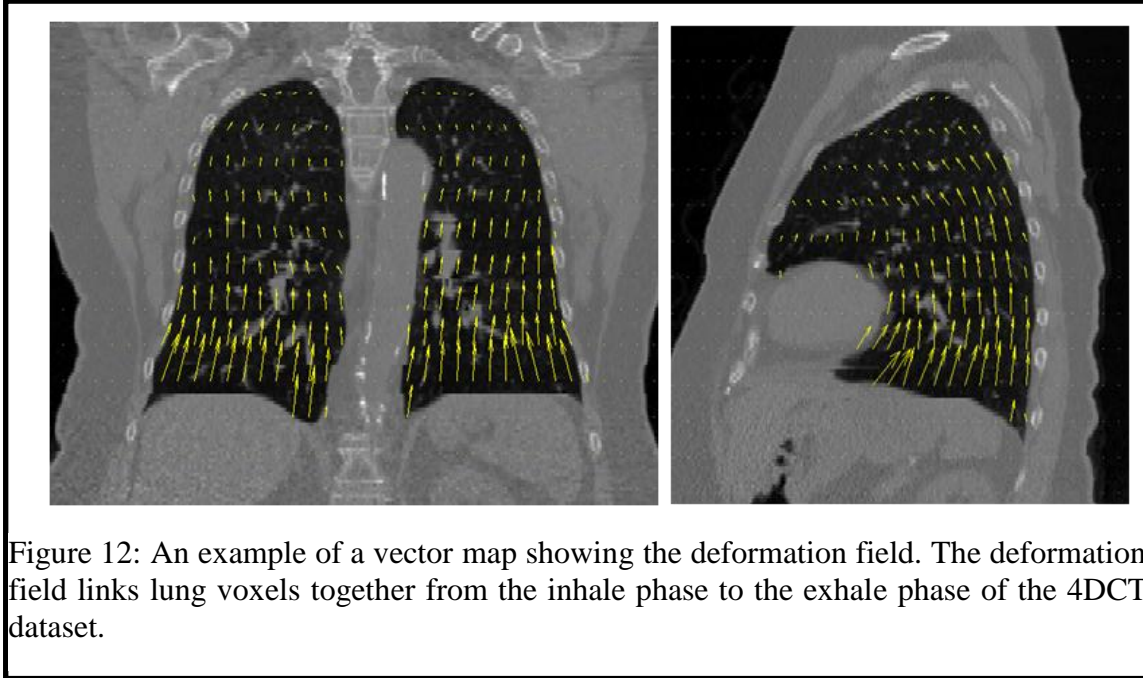 Figure 12: An example of a vector map showing the deformation field. The deformation
field links lung voxels together from the inhale phase to the exhale phase of the 4DCT
dataset.